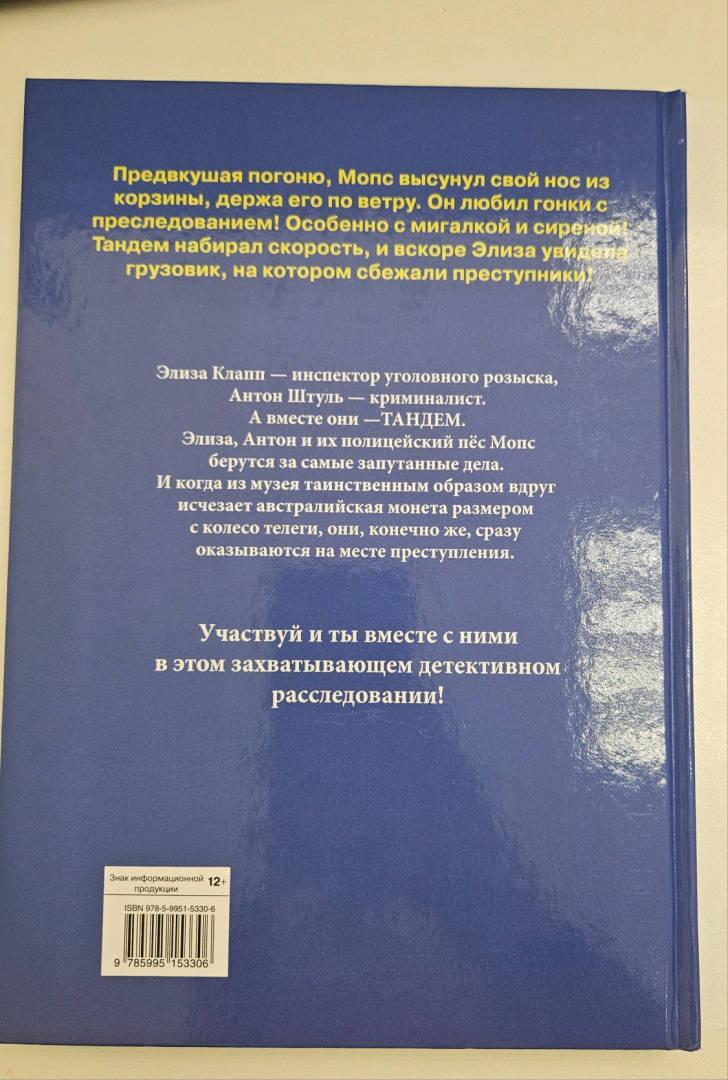 Предвкушая погоню, Мопс высунул свой нос из
корзины, держа его по ветру. Он любил гонки с
преследованием! Особенно с мигалкой и сиреной!
Тандем набирал скорость, и вскоре Элиза увидела
грузовик, на котором сбежали преступники!
Элиза Клапп — инспектор уголовного розыска,
Антон Штуль — криминалист.
А вместе они —ТАНДЕМ.
Элиза, Антон и их полицейский пёс Мопс
берутся за самые запутанные дела.
И когда из музея таинственным образом вдруг
исчезает австралийская монета размером
с колесо телеги, они, конечно же, сразу
оказываются на месте преступления.
Участвуй и ты вместе с ними
в этом захватывающем детективном
расследовании!
Знак информационной
продукции 12+
ISBN 978-5-9951-5330-6
9 785995 153306